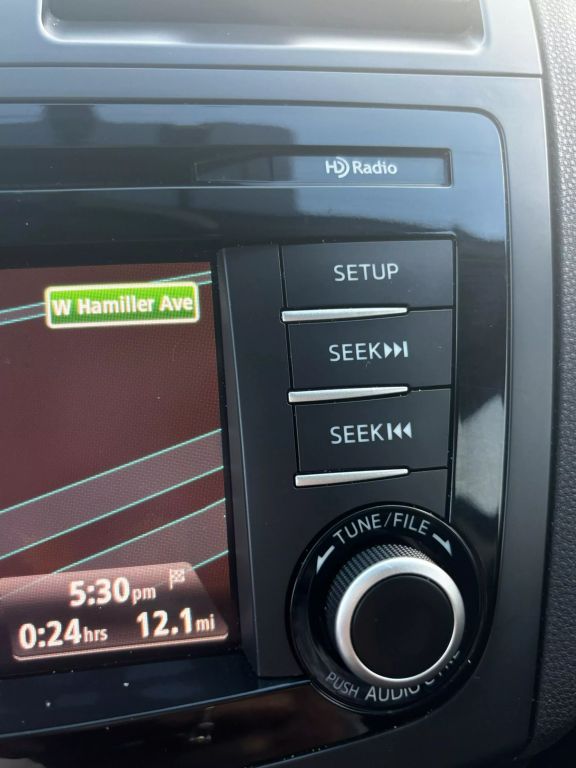 HD Radio
SETUP
W Hamiller Ave
SEEK
SEEK
TUNE/FILE
5:30pm
0:24hrs 12.1mi
PUSH AUDIO